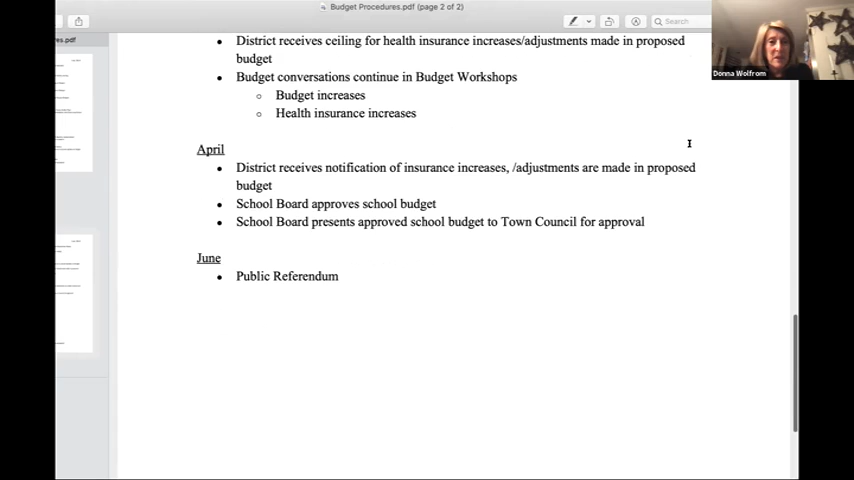 Budget Procedures.pdf (page 2 of 2)
Search
es.pdf
Donna Wolfrom
District receives ceiling for health insurance increases/adjustments made in proposed
budget
Budget conversations continue in Budget Workshops
Budget increases
Health insurance increases
April
District receives notification of insurance increases, /adjustments are made in proposed
budget
School Board approves school budget
School Board presents approved school budget to Town Council for approval
June
Public Referendum